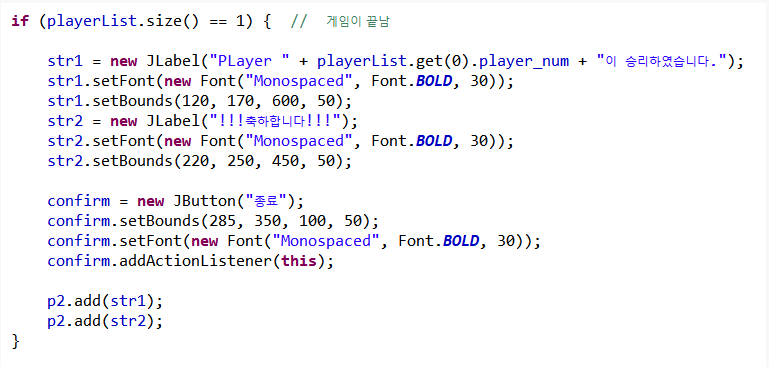 if (playerList.size() == 1) { // 게임이 끝남
str1 = new JLabel("PLayer " + playerList.get(0).player_num + "이 승리하였습니다.");
str1.setFont(new Font("Monospaced", Font.BOLD, 30));
str1.setBounds(120, 170, 600, 50);
str2 = new JLabel("!!!축하합니다!!!");
str2.setFont(new Font("Monospaced", Font.BOLD, 30));
str2.setBounds(220, 250, 450, 50);
confirm = new JButton("종료");
confirm.setBounds(285, 350, 100, 50);
confirm.setFont(new Font("Monospaced", Font.BOLD, 30));
confirm.addActionListener(this);
p2.add(str1);
p2.add(str2);
}